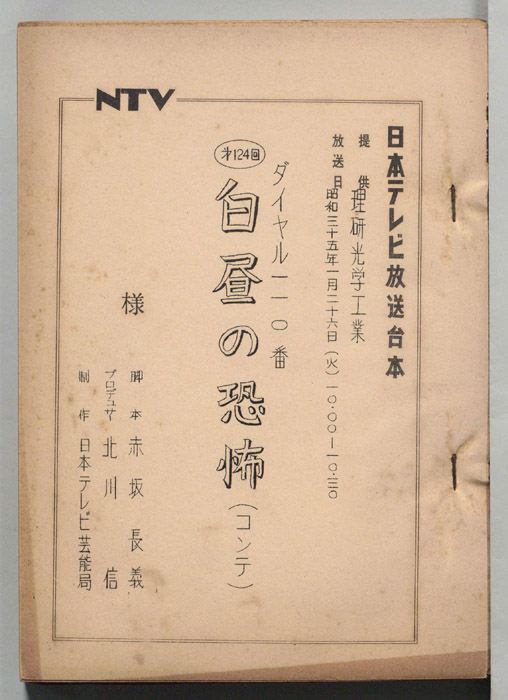 NTV
日本テレビ放送台本
提供 理研光学工業
放送日 昭和三十五年一月二十六日(火)一〇.〇〇ー一〇.三〇
ダイヤル一一〇番
㐧124回
白昼の恐怖(コンテ)
様
脚本 赤坂長義
プロデュサー 北川信
制作 日本テレビ芸能局